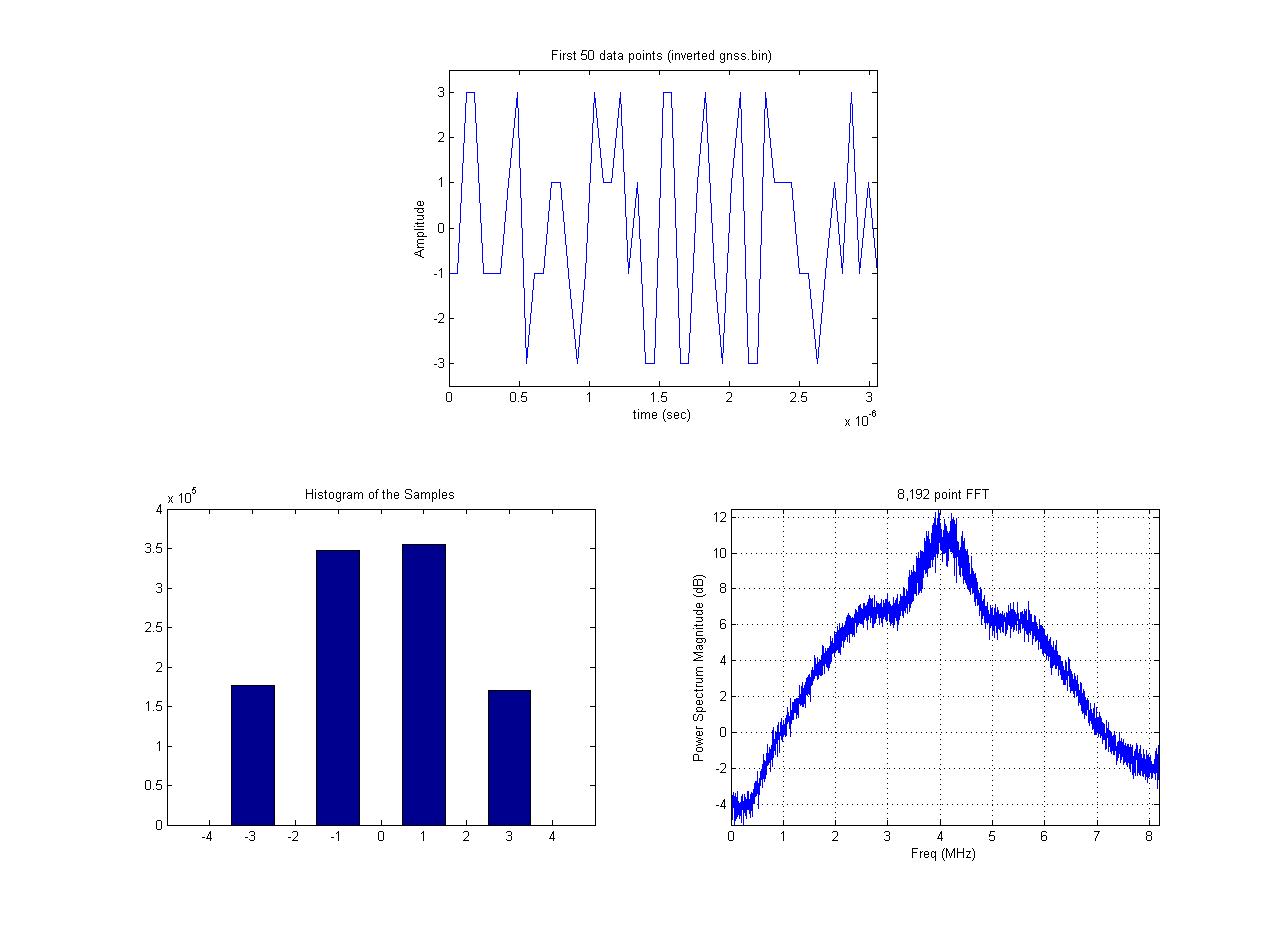 First 50 data points (inverted gnss.bin)
3
2
1
0
-1
-2
-3
Amplitude
0 0.5 1 1.5 2 2.5 3
time (sec)
x 10^-6
Histogram of the Samples
x 10^5
4
3.5
3
2.5
2
1.5
1
0.5
0
-4 -3 -2 -1 0 1 2 3 4
8,192 point FFT
12
10
8
6
4
2
0
-2
-4
Power Spectrum Magnitude (dB)
0 1 2 3 4 5 6 7 8
Freq (MHz)